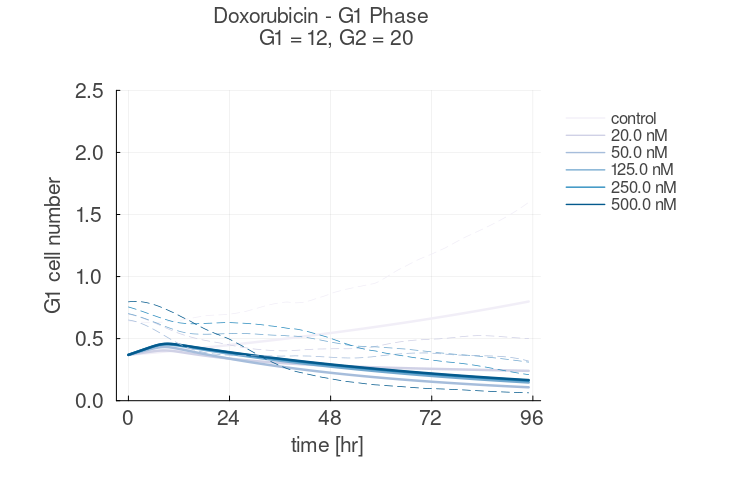 Doxorubicin - G1 Phase
G1 = 12, G2 = 20
2.5
2.0
1.5
1.0
0.5
0.0
G1 cell number
0 24 48 72 96
time [hr]
control
20.0 nM
50.0 nM
125.0 nM
250.0 nM
500.0 nM